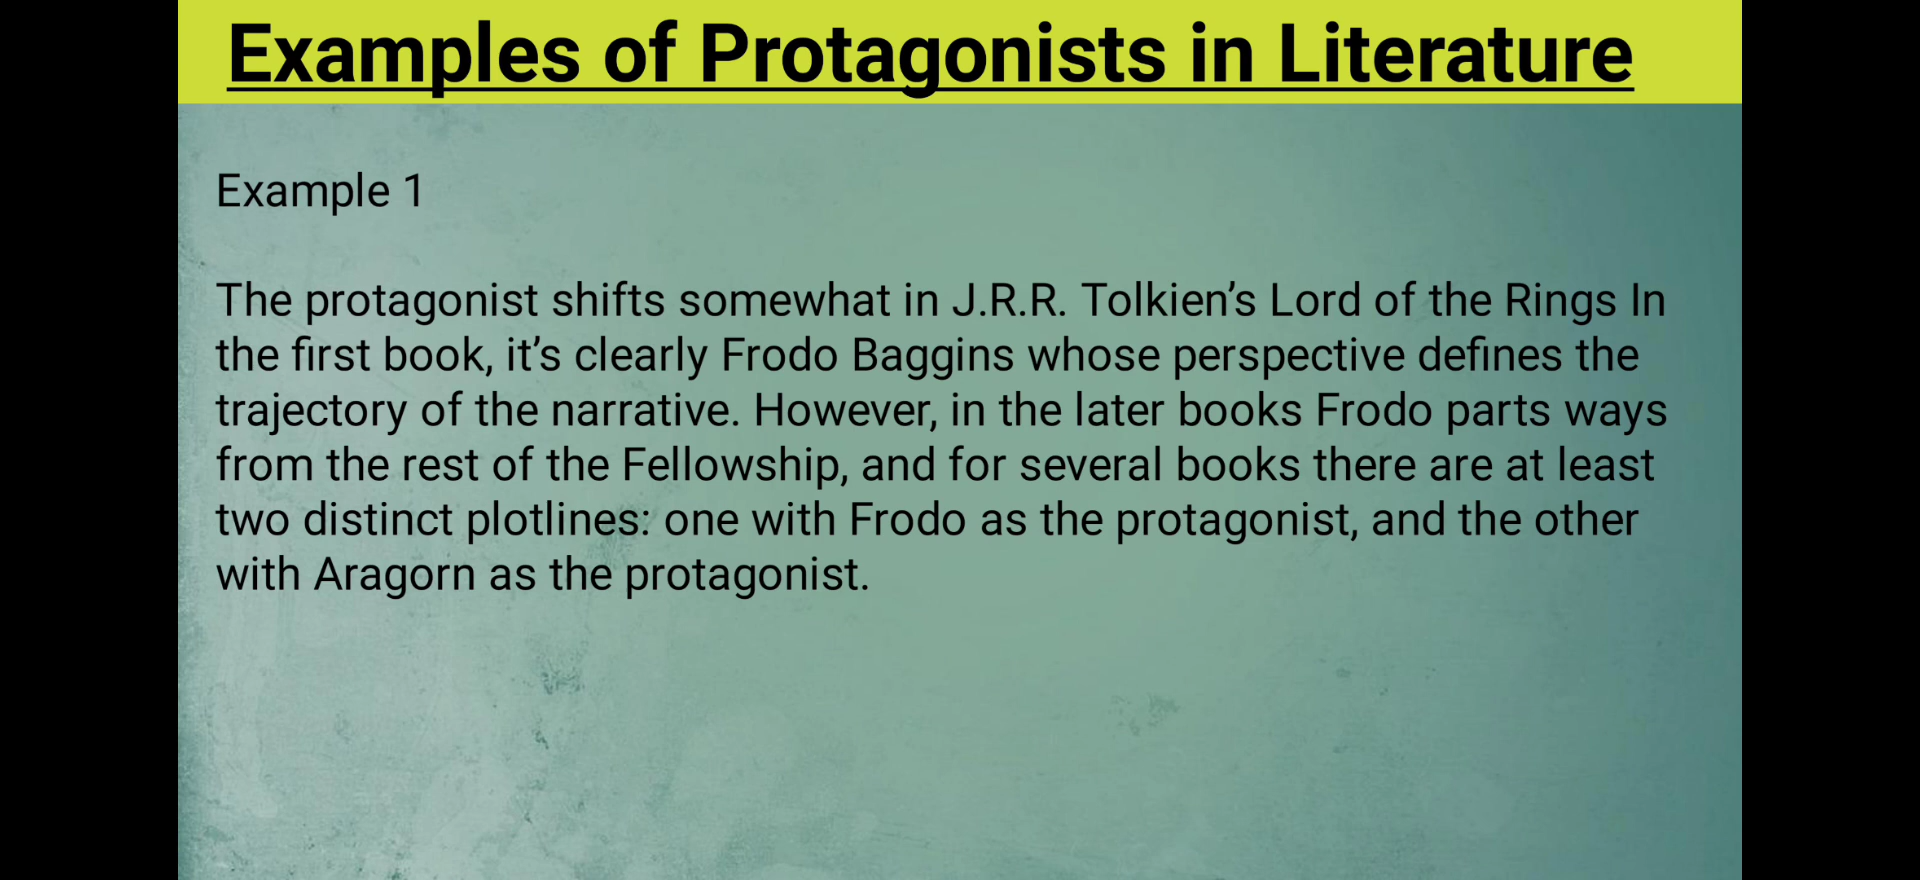 Examples of Protagonists in Literature
Example 1
The protagonist shifts somewhat in J.R.R. Tolkien’s Lord of the Rings In
the first book, it’s clearly Frodo Baggins whose perspective defines the
trajectory of the narrative. However, in the later books Frodo parts ways
from the rest of the Fellowship, and for several books there are at least
two distinct plotlines: one with Frodo as the protagonist, and the other
with Aragorn as the protagonist.